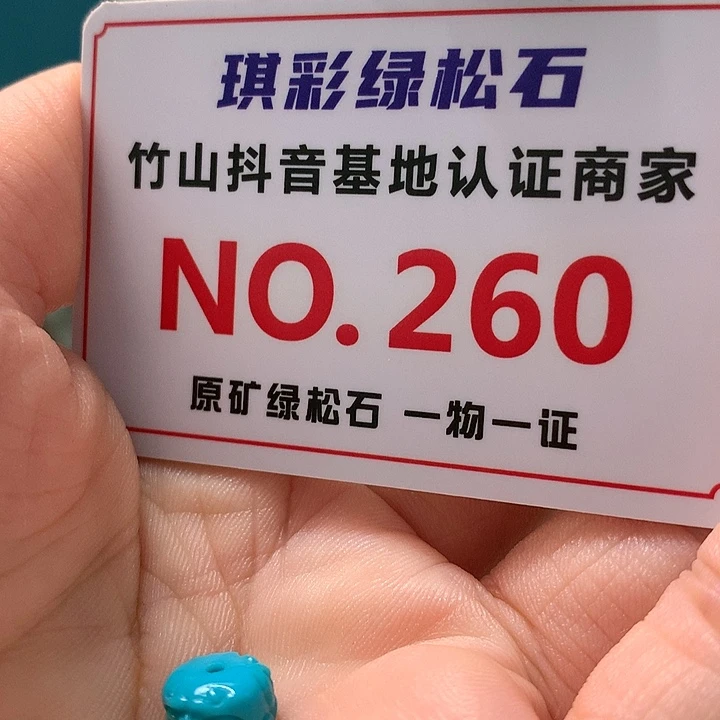 琪彩绿松石
竹山抖音基地认证商家
NO.260
原矿绿松石 一物一证